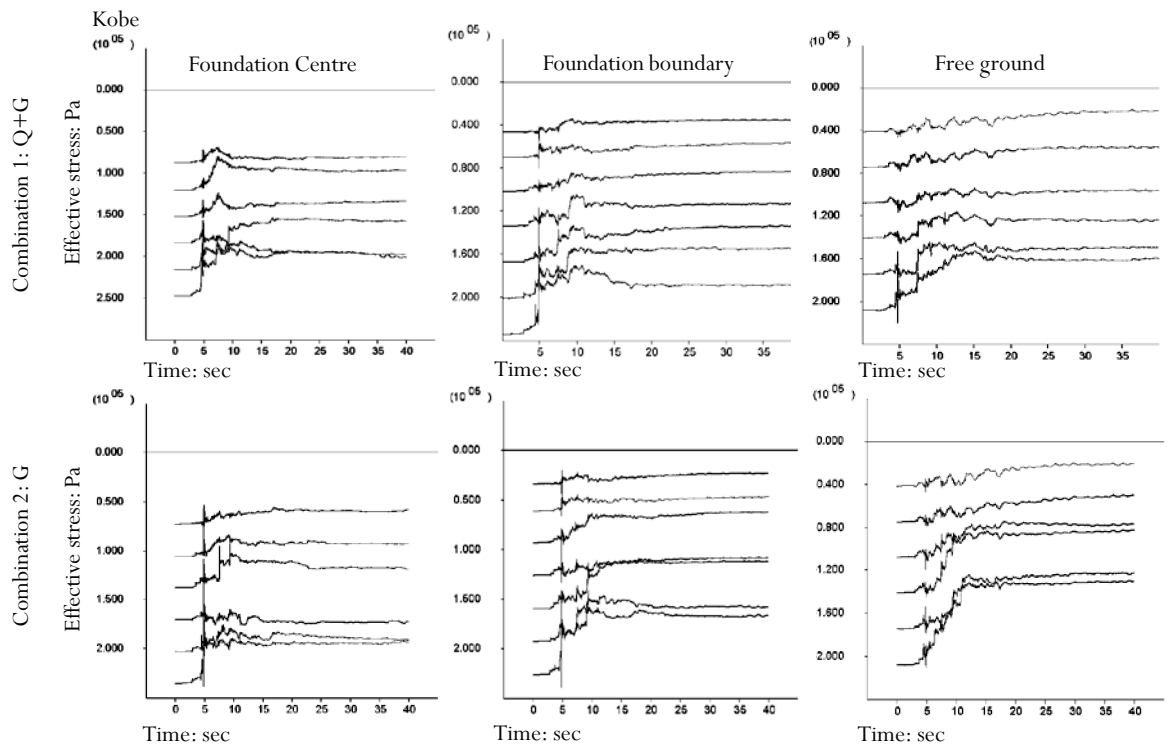 Kobe
(10 05)
(10 05)
(10 05)
Foundation Centre
Foundation boundary
Free ground
Combination 1: Q+G
Effective stress: Pa
0.000
0.500
1.000
1.500
2.000
2.500
0.000
0.400
0.800
1.200
1.600
2.000
0.000
0.400
0.800
1.200
1.600
2.000
0 5 10 15 20 25 30 35 40
5 10 15 20 25 30 35
5 10 15 20 25 30 35
Time: sec
Time: sec
Time: sec
(10 05)
(10 05)
(10 05)
Combination 2: G
Effective stress: Pa
0.000
0.500
1.000
1.500
2.000
0.000
0.500
1.000
1.500
2.000
0.000
0.400
0.800
1.200
1.600
2.000
0 5 10 15 20 25 30 35 40
0 5 10 15 20 25 30 35 40
0 5 10 15 20 25 30 35 40
Time: sec
Time: sec
Time: sec